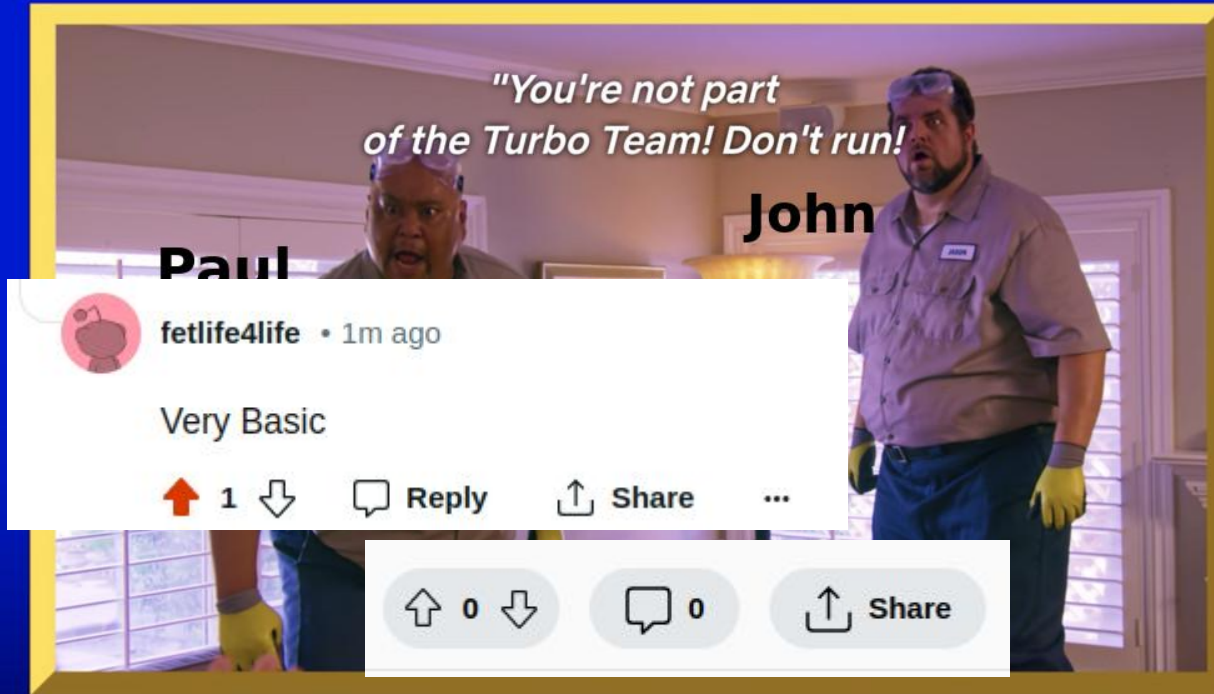 "You're not part
of the Turbo Team! Don't run!
John
Paul
JOHN
fetlife4life • 1m ago
Very Basic
1 Reply Share ...
0 0 Share